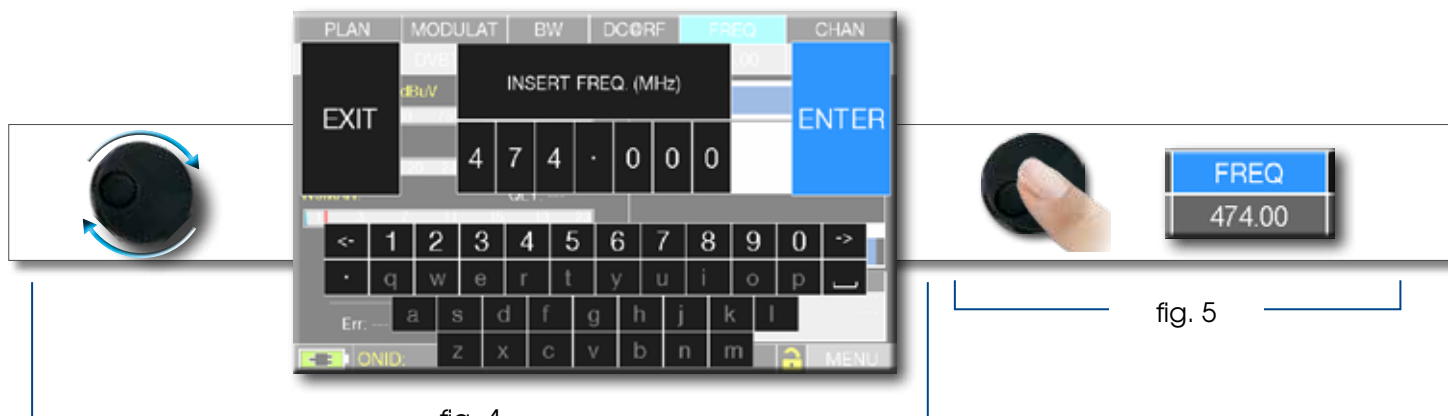 PLAN MODULAT BW DC@RF FREQ CHAN
DVB .00
INSERT FREQ. (MHz)
dBuV
EXIT
ENTER
4 7 4 . 0 0 0
FREQ
474.00
<- 1 2 3 4 5 6 7 8 9 0 ->
. q w e r t y u i o p
a s d f g h j k l
Err: ---
z x c v b n m
ONID: MENU
fig. 5
fig. 4